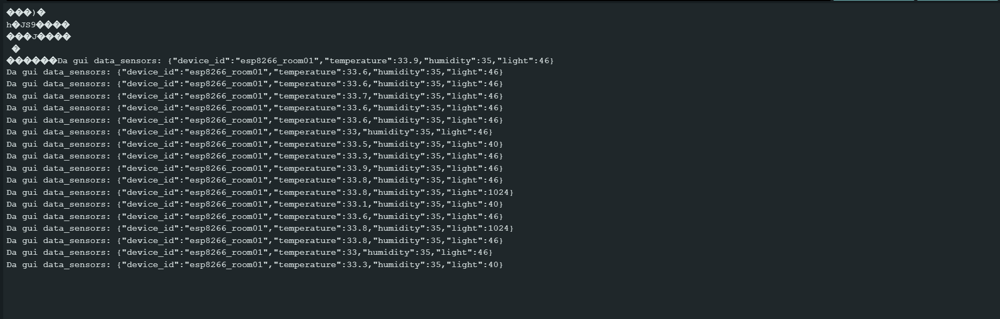 ���)�
h�JS9����
���J����
�
������Da gui data_sensors: {"device_id":"esp8266_room01","temperature":33.9,"humidity":35,"light":46}
Da gui data_sensors: {"device_id":"esp8266_room01","temperature":33.6,"humidity":35,"light":46}
Da gui data_sensors: {"device_id":"esp8266_room01","temperature":33.6,"humidity":35,"light":46}
Da gui data_sensors: {"device_id":"esp8266_room01","temperature":33.7,"humidity":35,"light":46}
Da gui data_sensors: {"device_id":"esp8266_room01","temperature":33.6,"humidity":35,"light":46}
Da gui data_sensors: {"device_id":"esp8266_room01","temperature":33.6,"humidity":35,"light":46}
Da gui data_sensors: {"device_id":"esp8266_room01","temperature":33,"humidity":35,"light":46}
Da gui data_sensors: {"device_id":"esp8266_room01","temperature":33.5,"humidity":35,"light":40}
Da gui data_sensors: {"device_id":"esp8266_room01","temperature":33.3,"humidity":35,"light":46}
Da gui data_sensors: {"device_id":"esp8266_room01","temperature":33.9,"humidity":35,"light":46}
Da gui data_sensors: {"device_id":"esp8266_room01","temperature":33.8,"humidity":35,"light":46}
Da gui data_sensors: {"device_id":"esp8266_room01","temperature":33.8,"humidity":35,"light":1024}
Da gui data_sensors: {"device_id":"esp8266_room01","temperature":33.1,"humidity":35,"light":40}
Da gui data_sensors: {"device_id":"esp8266_room01","temperature":33.6,"humidity":35,"light":46}
Da gui data_sensors: {"device_id":"esp8266_room01","temperature":33.8,"humidity":35,"light":1024}
Da gui data_sensors: {"device_id":"esp8266_room01","temperature":33.8,"humidity":35,"light":46}
Da gui data_sensors: {"device_id":"esp8266_room01","temperature":33,"humidity":35,"light":46}
Da gui data_sensors: {"device_id":"esp8266_room01","temperature":33.3,"humidity":35,"light":40}